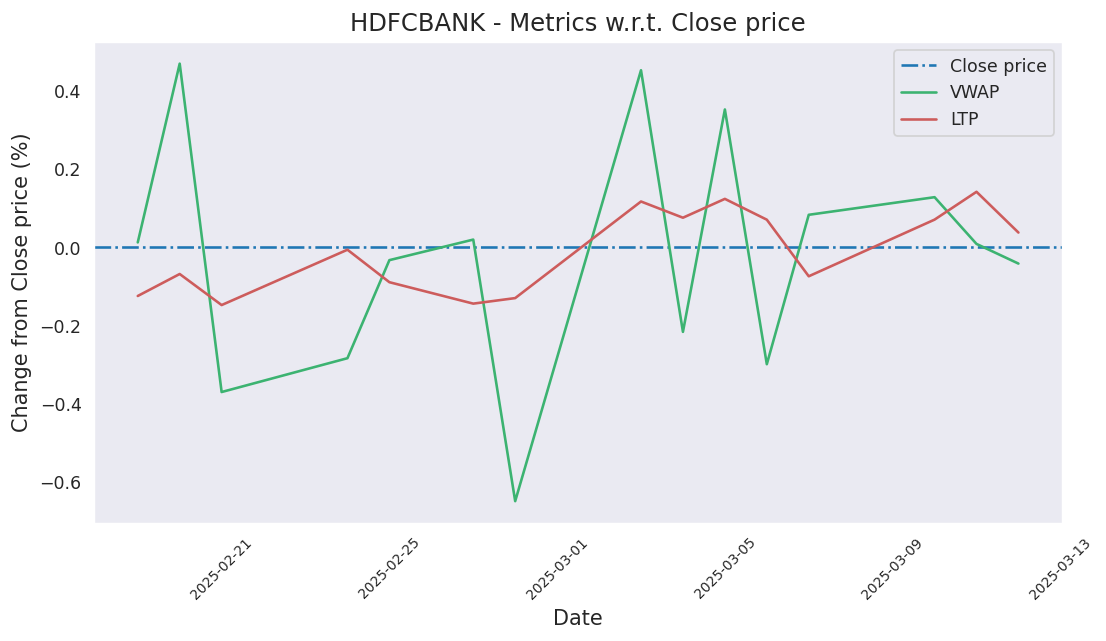 HDFCBANK - Metrics w.r.t. Close price
Close price
VWAP
LTP
Change from Close price (%)
0.4
0.2
0.0
−0.2
−0.4
−0.6
2025-02-21
2025-02-25
2025-03-01
2025-03-05
2025-03-09
2025-03-13
Date